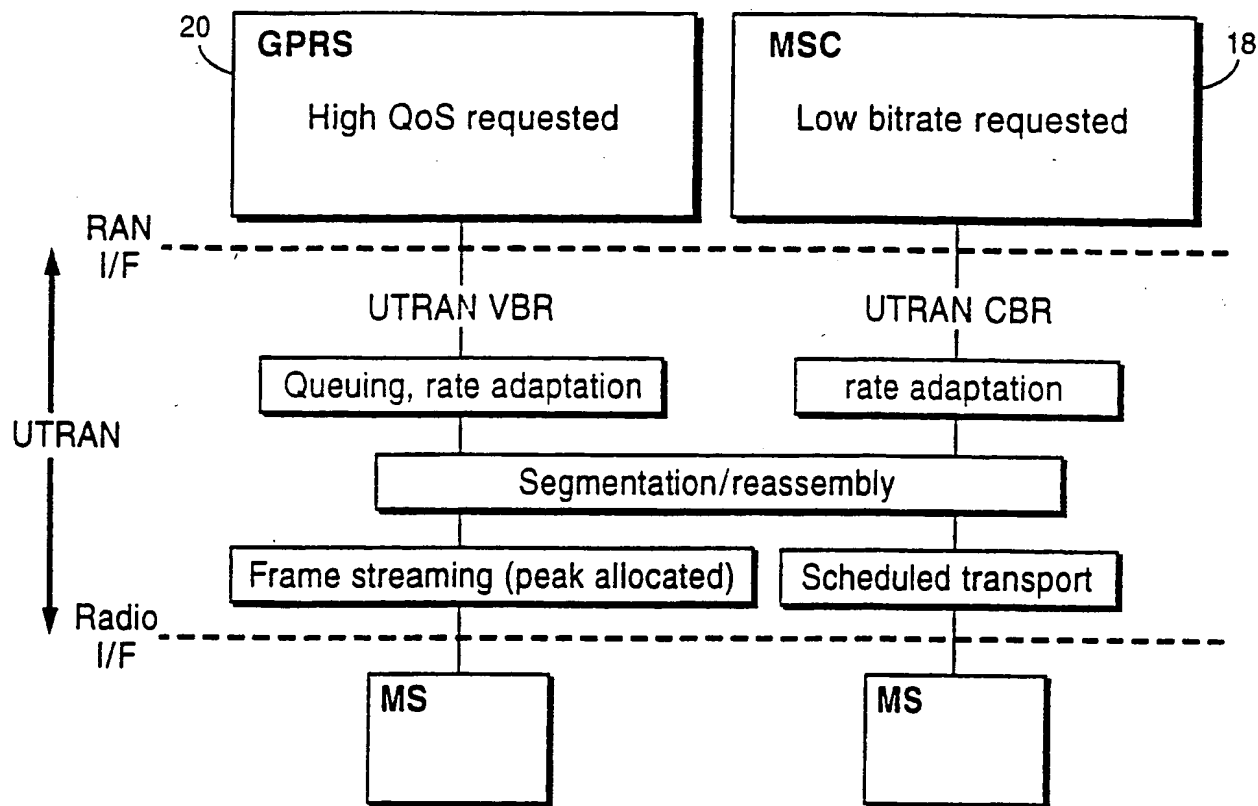 20
GPRS
High QoS requested
MSC
Low bitrate requested
18
RAN
I/F
UTRAN VBR
UTRAN CBR
Queuing, rate adaptation
rate adaptation
UTRAN
Segmentation/reassembly
Frame streaming (peak allocated)
Scheduled transport
Radio
I/F
MS
MS